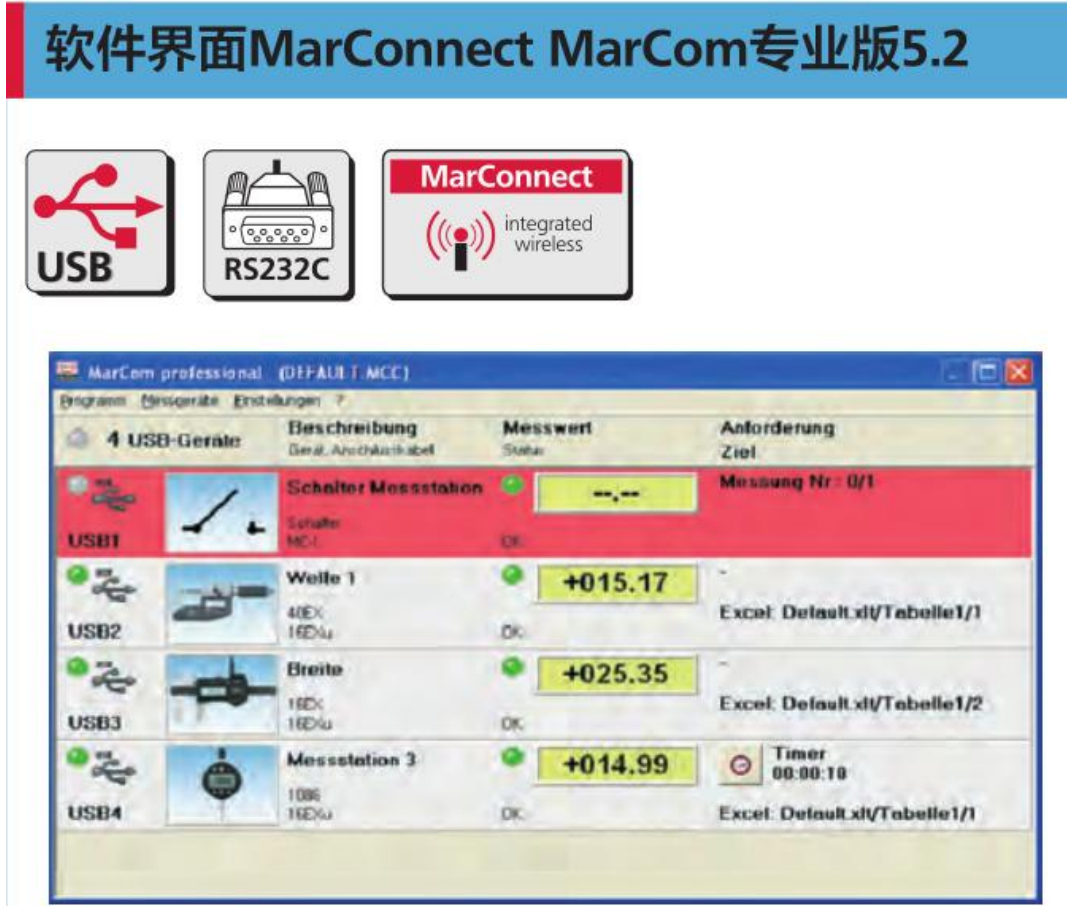 软件界面MarConnect MarCom专业版5.2
USB
RS232C
MarConnect
integrated
wireless
MarCom professional (DEFAULT.MCC)
Programm Messgeräte Einstellungen ?
4 USB-Geräte
Beschreibung
Gerät, Anschlusskabel
Messwert
Status
Anforderung
Ziel
USB1
Schalter Messstation
Schalter
--,--
OK
Messung Nr : 0/1
USB2
Welle 1
40EX
16EXu
+015.17
OK
-
Excel: Default.xlt/Tabelle1/1
USB3
Breite
16EX
16EXu
+025.35
OK
-
Excel: Default.xlt/Tabelle1/2
USB4
Messstation 3
1086
16EXu
+014.99
OK
Timer
00:00:10
Excel: Default.xlt/Tabelle1/1